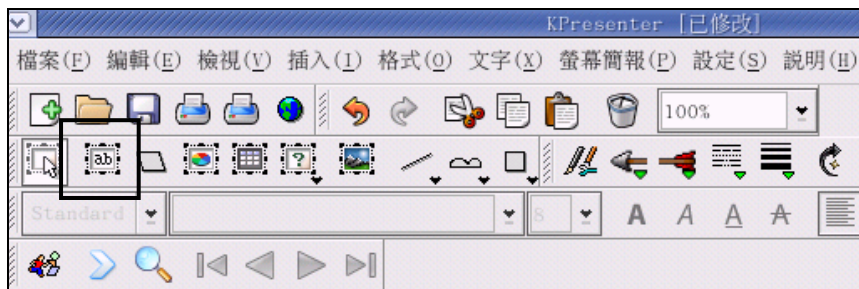 KPresenter [已修改]
檔案(F) 編輯(E) 檢視(V) 插入(I) 格式(O) 文字(X) 螢幕簡報(P) 設定(S) 説明(H)
100%
ab ?
Standard 8 A A A A